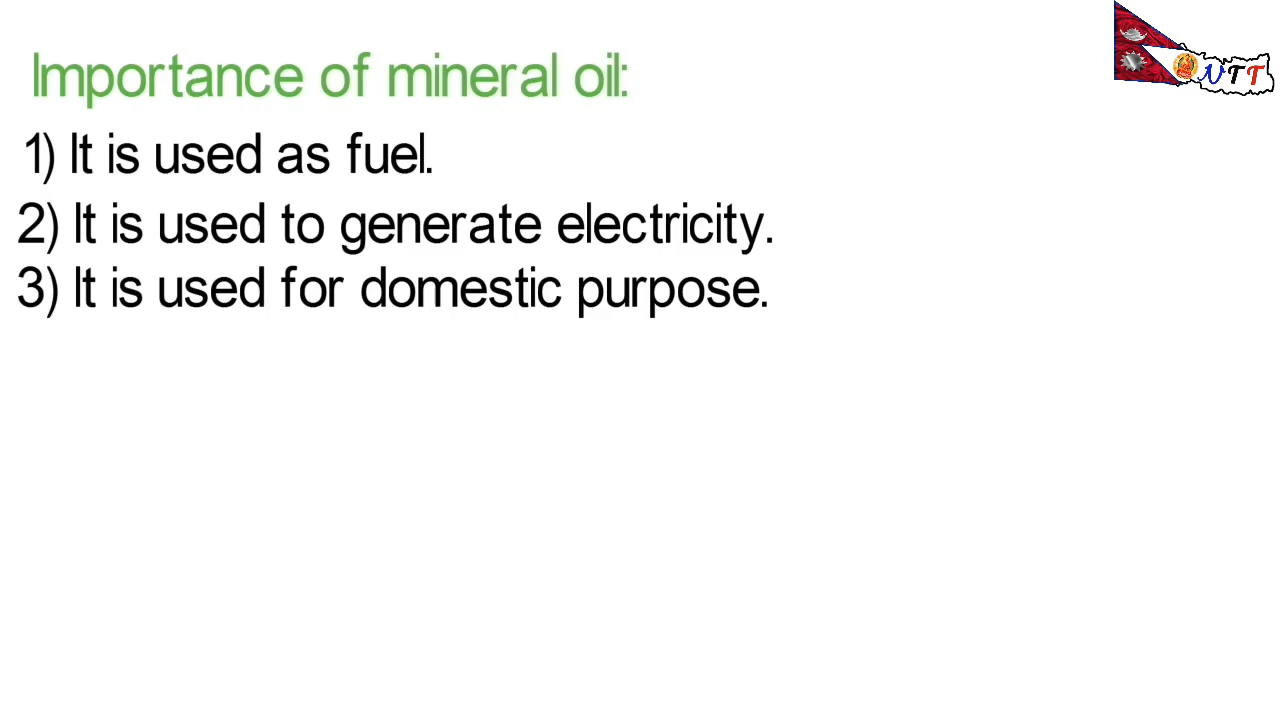 Importance of mineral oil:
1) It is used as fuel.
2) It is used to generate electricity.
3) It is used for domestic purpose.
NTT